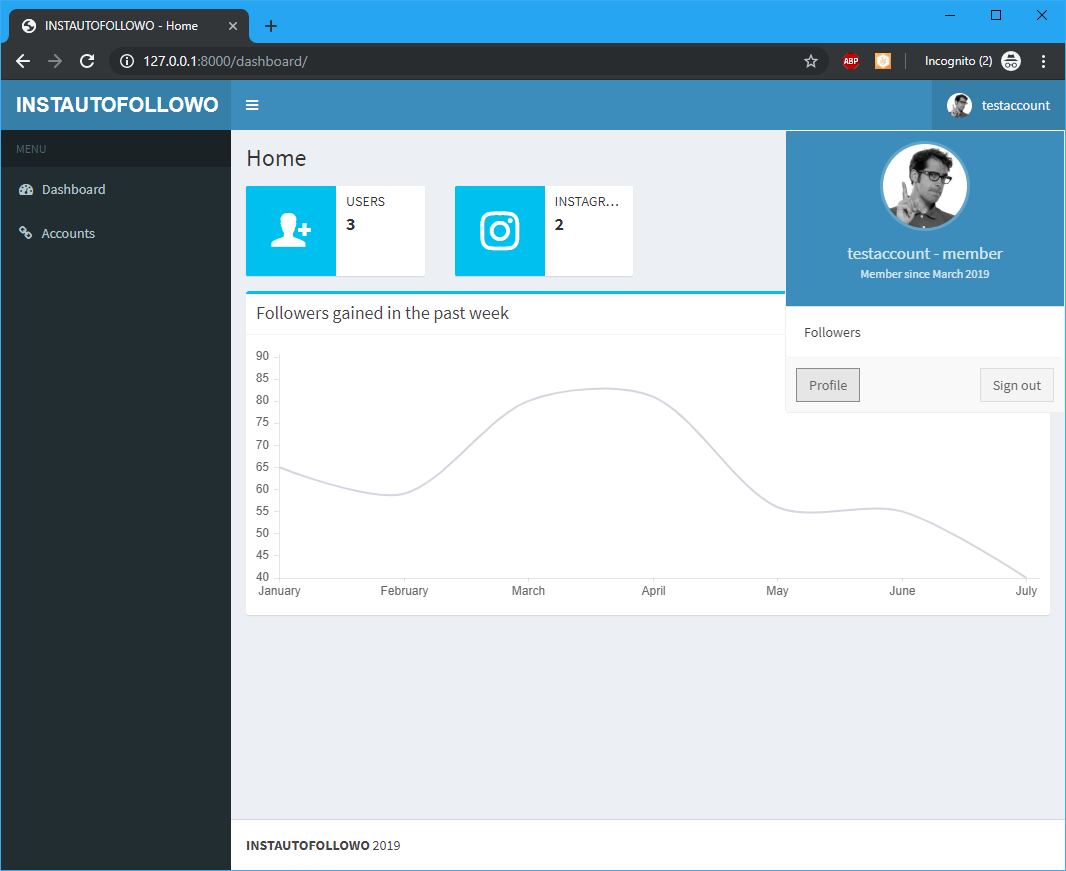 INSTAUTOFOLLOWO - Home
127.0.0.1:8000/dashboard/
ABP
Incognito (2)
INSTAUTOFOLLOWO
testaccount
MENU
Dashboard
Accounts
Home
USERS
3
INSTAGR...
2
testaccount - member
Member since March 2019
Followers
Profile
Sign out
Followers gained in the past week
90
85
80
75
70
65
60
55
50
45
40
January February March April May June July
INSTAUTOFOLLOWO 2019